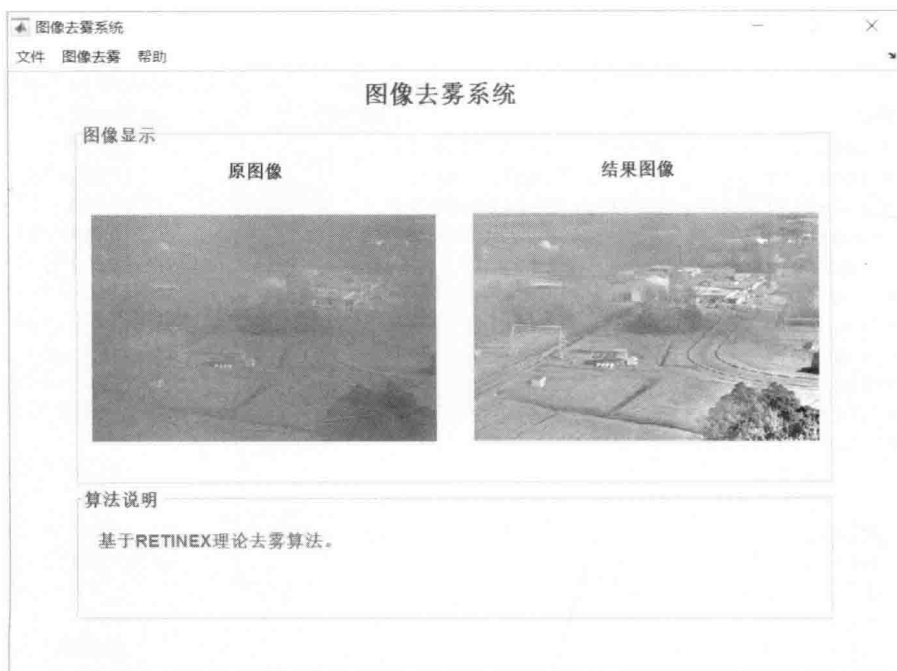 图像去雾系统
文件 图像去雾 帮助
图像去雾系统
图像显示
原图像 结果图像
算法说明
基于RETINEX理论去雾算法。